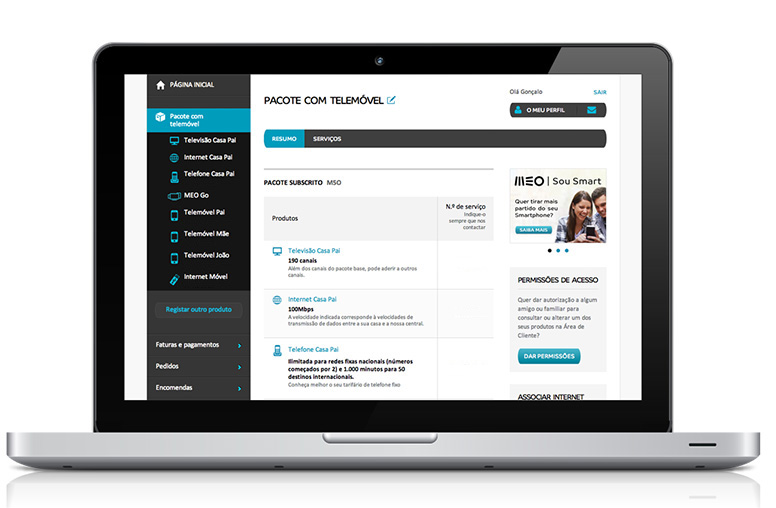 PÁGINA INICIAL
Pacote com
telemóvel
Televisão Casa Pai
Internet Casa Pai
Telefone Casa Pai
MEO Go
Telemóvel Pai
Telemóvel Mãe
Telemóvel João
Internet Móvel
Registar outro produto
Faturas e pagamentos
Pedidos
Encomendas
PACOTE COM TELEMÓVEL
Olá Gonçalo
SAIR
O MEU PERFIL
RESUMO
SERVIÇOS
PACOTE SUBSCRITO M5O
Produtos
N.º de serviço
Indique-o
sempre que nos
contactar
Televisão Casa Pai
190 canais
Além dos canais do pacote base, pode aderir a outros
canais.
Internet Casa Pai
100Mbps
A velocidade indicada corresponde à velocidades de
transmissão de dados entre a sua casa e a nossa central.
Telefone Casa Pai
Ilimitada para redes fixas nacionais (números
começados por 2) e 1.000 minutos para 50
destinos internacionais.
Conheça melhor o seu tarifário de telefone fixo
MEO | Sou Smart
Quer tirar mais
partido do seu
Smartphone?
SAIBA MAIS
PERMISSÕES DE ACESSO
Quer dar autorização a algum
amigo ou familiar para
consultar ou alterar um dos
seus produtos na Área de
Cliente?
DAR PERMISSÕES
ASSOCIAR INTERNET